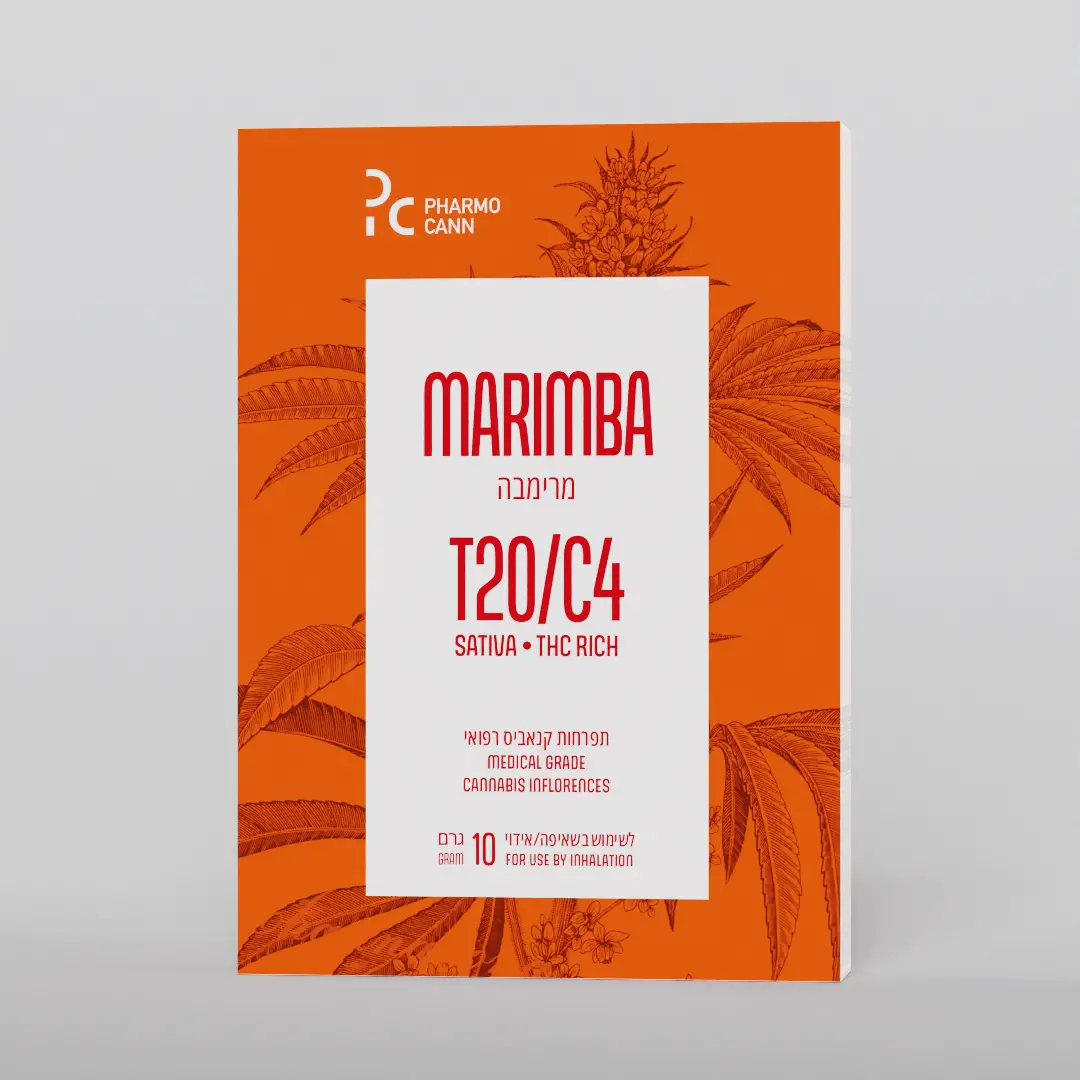 PHARMO
CANN
MARIMBA
מרימבה
T20/C4
SATIVA • THC RICH
תפרחות קנאביס רפואי
MEDICAL GRADE
CANNABIS INFLORENCES
גרם 10 לשימוש בשאיפה/אידוי
GRAM FOR USE BY INHALATION